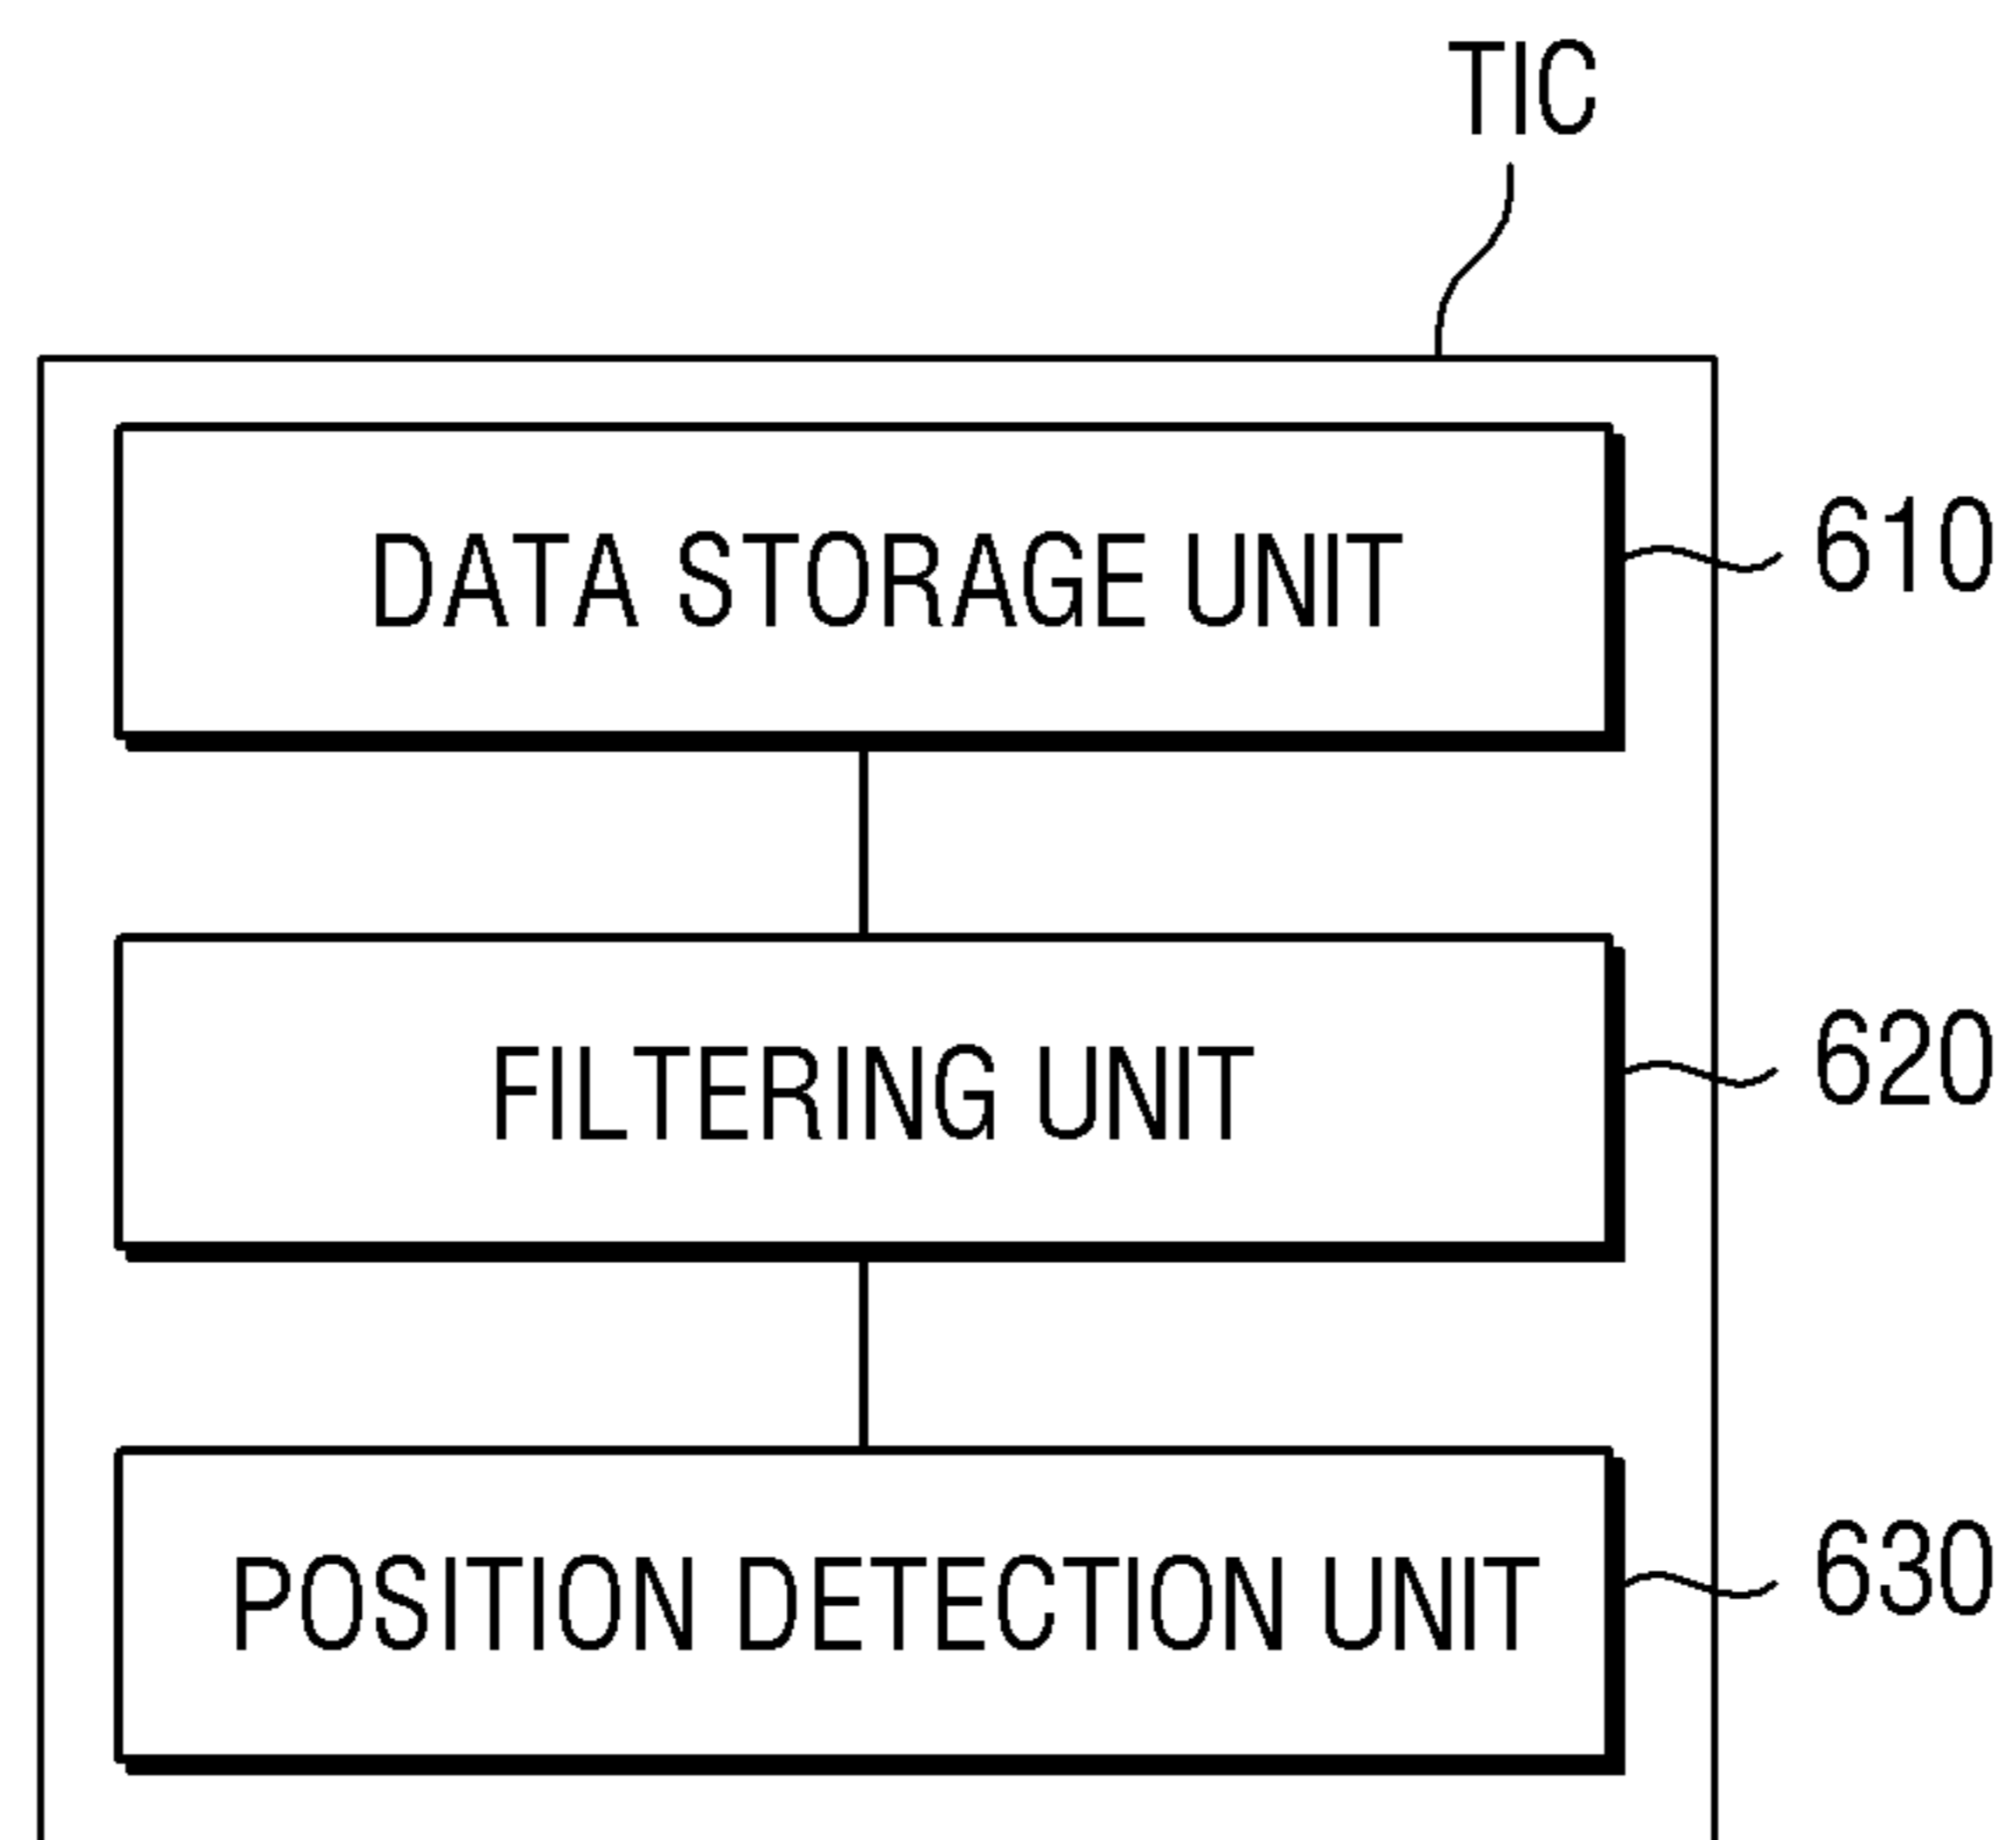 TIC
DATA STORAGE UNIT
610
FILTERING UNIT
620
POSITION DETECTION UNIT
630